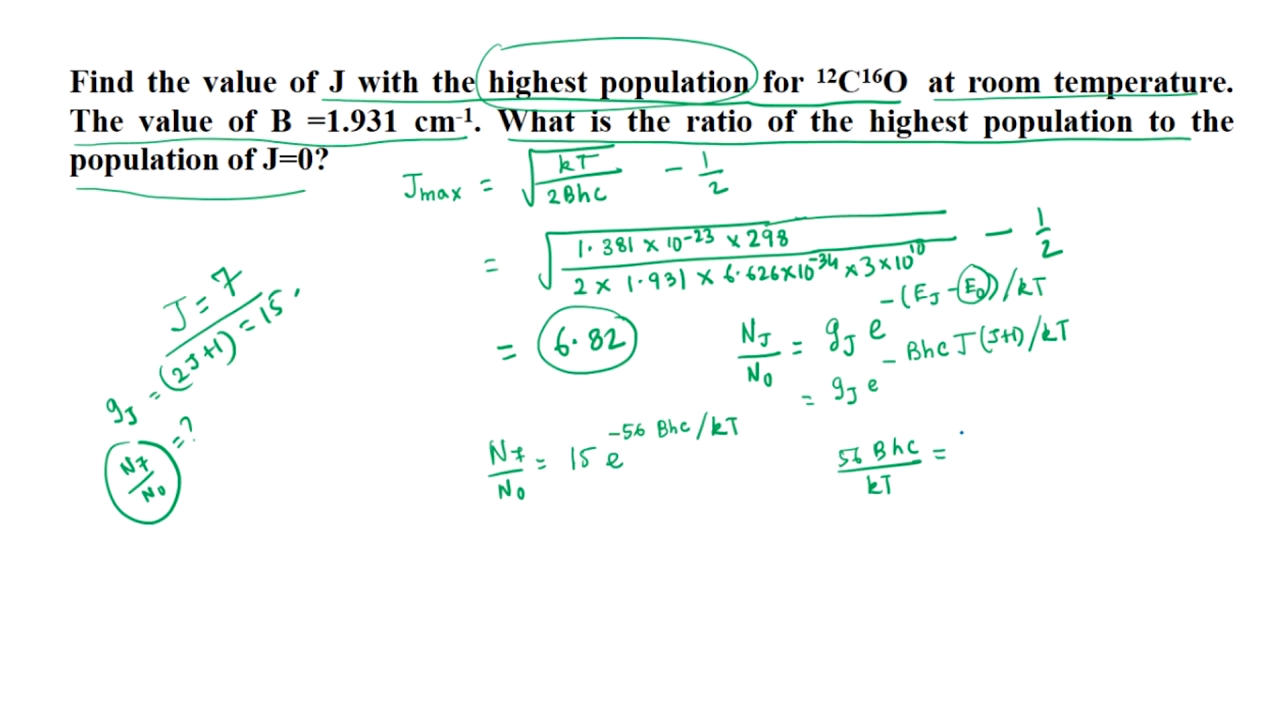 Find the value of J with the highest population for ¹²C¹⁶O at room temperature.
The value of B =1.931 cm⁻¹. What is the ratio of the highest population to the
population of J=0?
Jmax = √(kT / 2Bhc) - 1/2
= √(1.381 × 10⁻²³ × 298 / 2 × 1.931 × 6.626×10⁻³⁴ × 3×10¹⁰) - 1/2
= 6.82
J = 7
gJ = (2J+1) = 15
N7/N0 = ?
NJ/N0 = gJ e^-(EJ - E0)/kT
= gJ e^-BhcJ(J+1)/kT
N7/N0 = 15 e^-56 Bhc/kT
56 Bhc/kT =